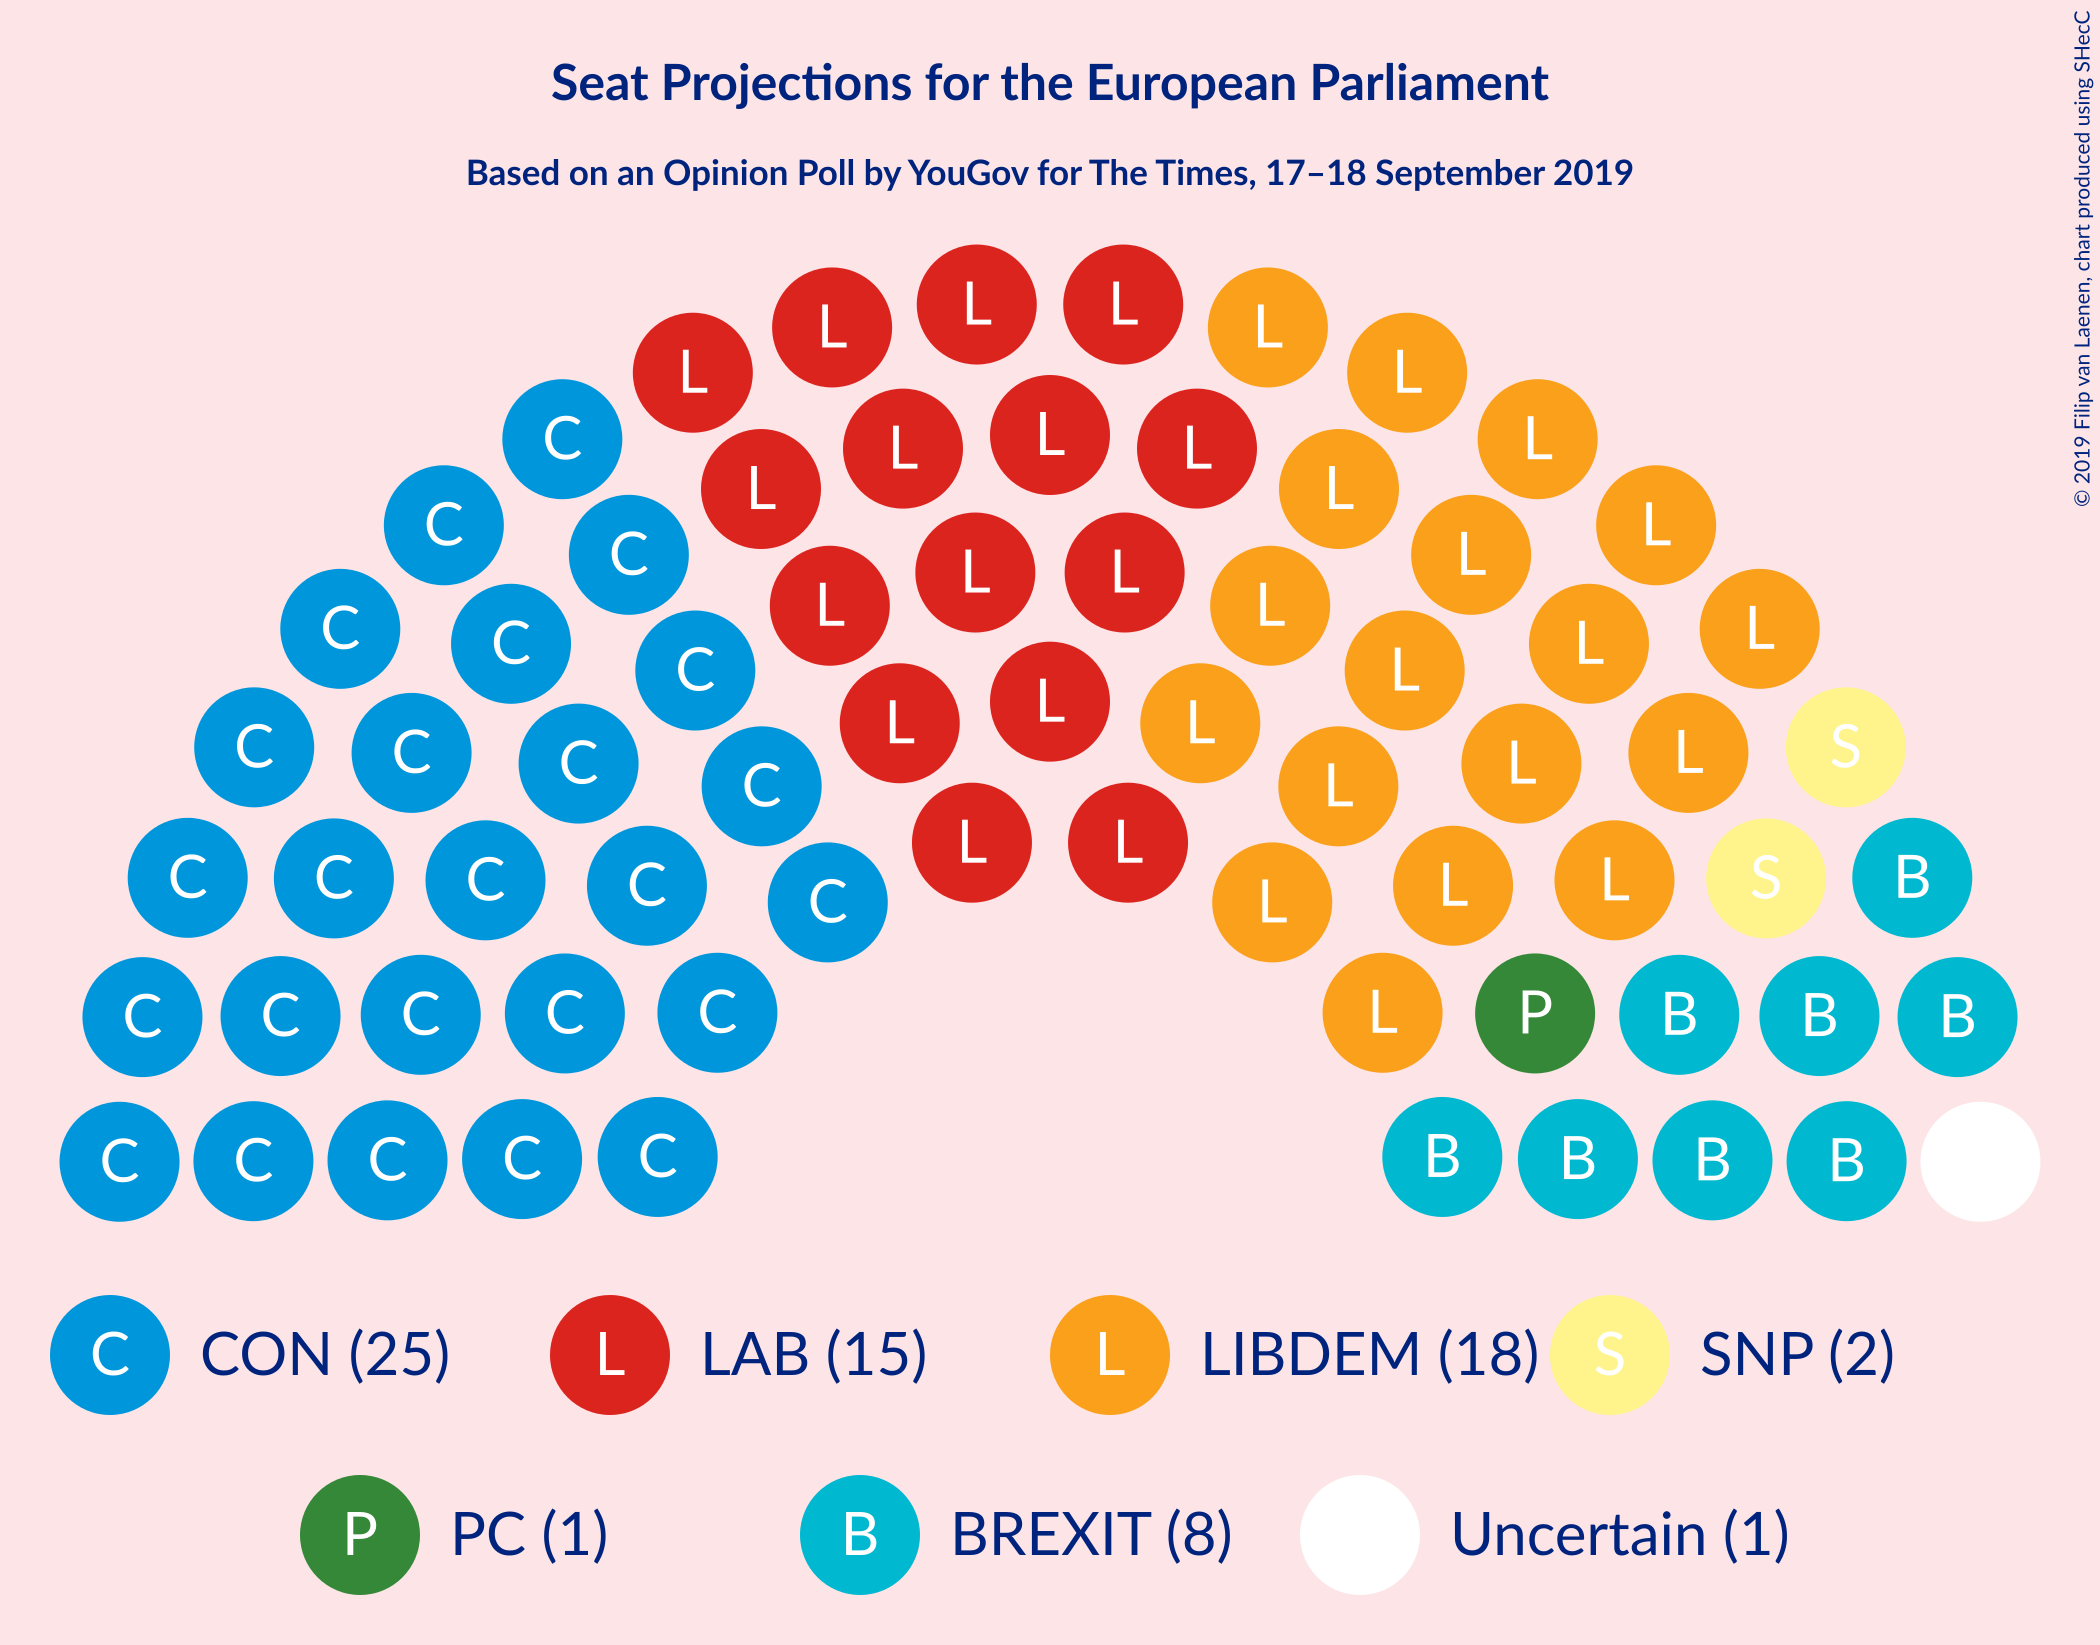 Seat Projections for the European Parliament
Based on an Opinion Poll by YouGov for The Times, 17–18 September 2019
© 2019 Filip van Laenen, chart produced using SHecC
L L L L L L
C L L L L L C
C C L L L L L L
C C C L L L L L
C C C C L L L S
C C C C C L L L L L S B
C C C C C L P B B B
C C C C C B B B B
C CON (25) L LAB (15) L LIBDEM (18) S SNP (2)
P PC (1) B BREXIT (8) Uncertain (1)